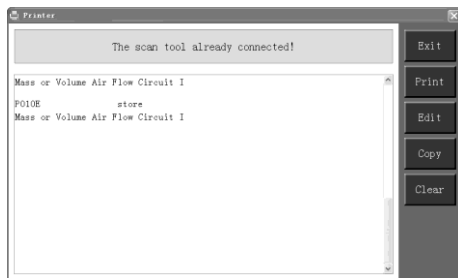 Printer
The scan tool already connected!
Mass or Volume Air Flow Circuit I
P010E store
Mass or Volume Air Flow Circuit I
Exit
Print
Edit
Copy
Clear